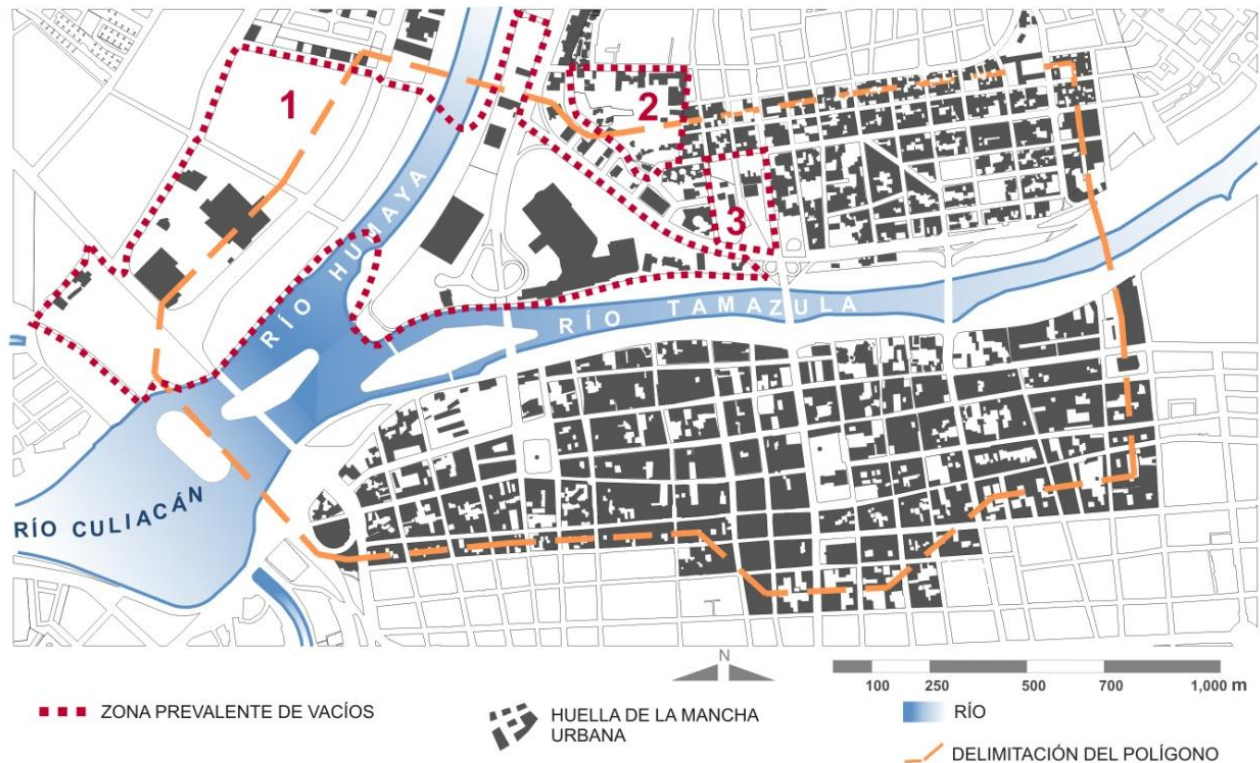 1
2
3
RÍO HUMAYA
RÍO TAMAZULA
RÍO CULIACÁN
N
100 250 500 700 1,000 m
ZONA PREVALENTE DE VACÍOS
HUELLA DE LA MANCHA
URBANA
RÍO
DELIMITACIÓN DEL POLÍGONO